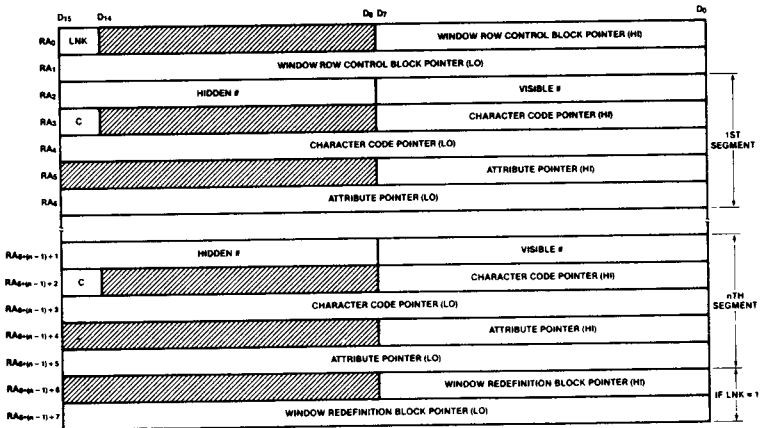 D15 D14 D8 D7 D0
RA0 LNK WINDOW ROW CONTROL BLOCK POINTER (HI)
RA1 WINDOW ROW CONTROL BLOCK POINTER (LO)
RA2 HIDDEN # VISIBLE #
RA3 C CHARACTER CODE POINTER (HI)
RA4 CHARACTER CODE POINTER (LO)
1ST
SEGMENT
RA5 ATTRIBUTE POINTER (HI)
RA6 ATTRIBUTE POINTER (LO)
RA6+(n − 1) + 1 HIDDEN # VISIBLE #
RA6+(n − 1) + 2 C CHARACTER CODE POINTER (HI)
RA6+(n − 1) + 3 CHARACTER CODE POINTER (LO)
nTH
SEGMENT
RA6+(n − 1) + 4 ATTRIBUTE POINTER (HI)
RA6+(n − 1) + 5 ATTRIBUTE POINTER (LO)
RA6+(n − 1) + 6 WINDOW REDEFINITION BLOCK POINTER (HI)
IF LNK = 1
RA6+(n − 1) + 7 WINDOW REDEFINITION BLOCK POINTER (LO)